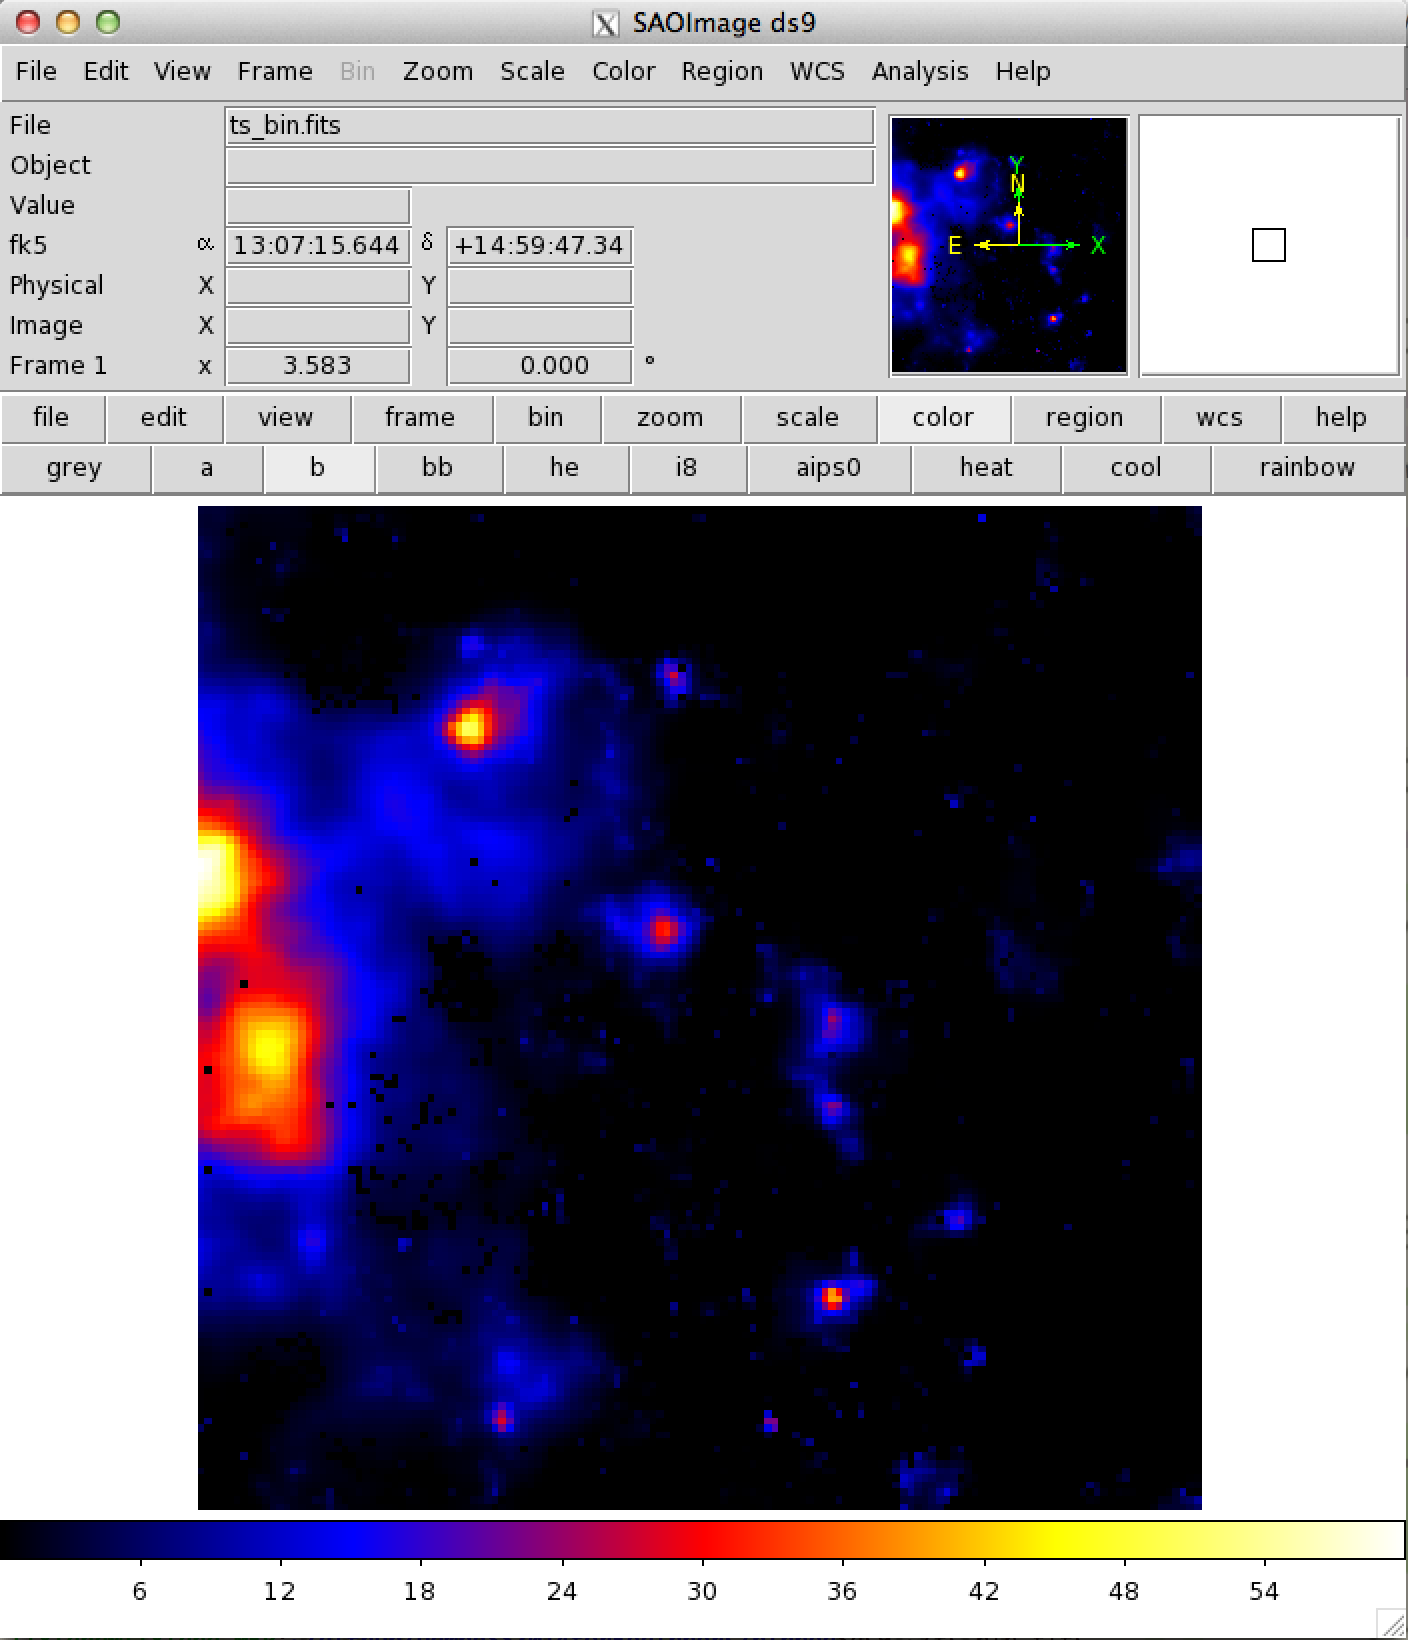 SAOImage ds9
File Edit View Frame Bin Zoom Scale Color Region WCS Analysis Help
File ts_bin.fits
Object
Value
fk5 α 13:07:15.644 δ +14:59:47.34
Physical X Y
Image X Y
Frame 1 x 3.583 0.000 °
Y
N
E X
file edit view frame bin zoom scale color region wcs help
grey a b bb he i8 aips0 heat cool rainbow
6 12 18 24 30 36 42 48 54